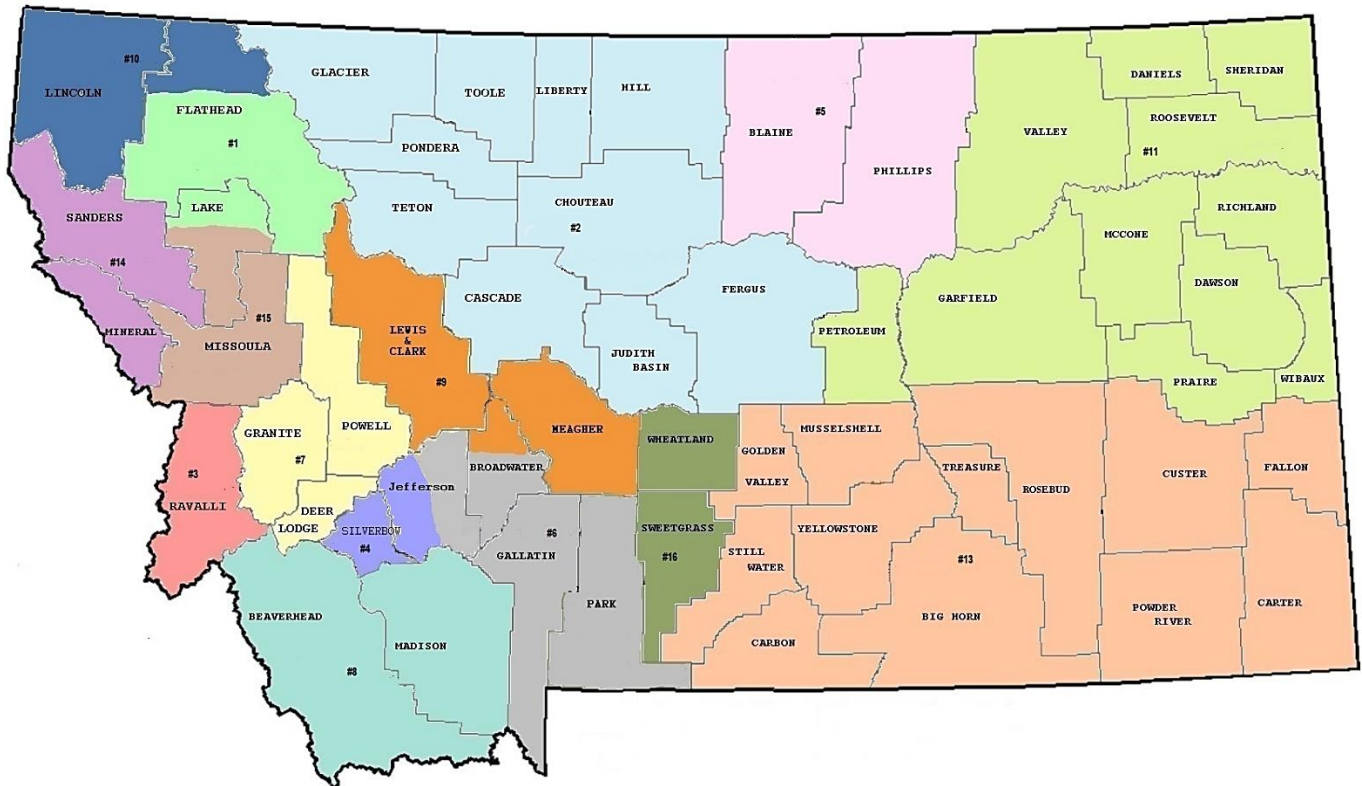 #10
LINCOLN
GLACIER
TOOLE
LIBERTY
HILL
BLAINE
#5
PHILLIPS
VALLEY
DANIELS
SHERIDAN
ROOSEVELT
#11
FLATHEAD
#1
PONDERA
TETON
CHOUTEAU
#2
SANDERS
#14
LAKE
MCCONE
RICHLAND
MINERAL
MISSOULA
#15
CASCADE
FERGUS
PETROLEUM
GARFIELD
DAWSON
LEWIS
&
CLARK
#9
JUDITH
BASIN
PRAIRE
WIBAUX
GRANITE
#7
POWELL
MEAGHER
WHEATLAND
GOLDEN
VALLEY
MUSSELSHELL
#3
RAVALLI
BROADWATER
Jefferson
TREASURE
ROSEBUD
CUSTER
FALLON
DEER
LODGE
SILVERBOW
#4
#6
GALLATIN
SWEETGRASS
#16
STILL
WATER
YELLOWSTONE
#13
BEAVERHEAD
#8
MADISON
PARK
CARBON
BIG HORN
POWDER
RIVER
CARTER